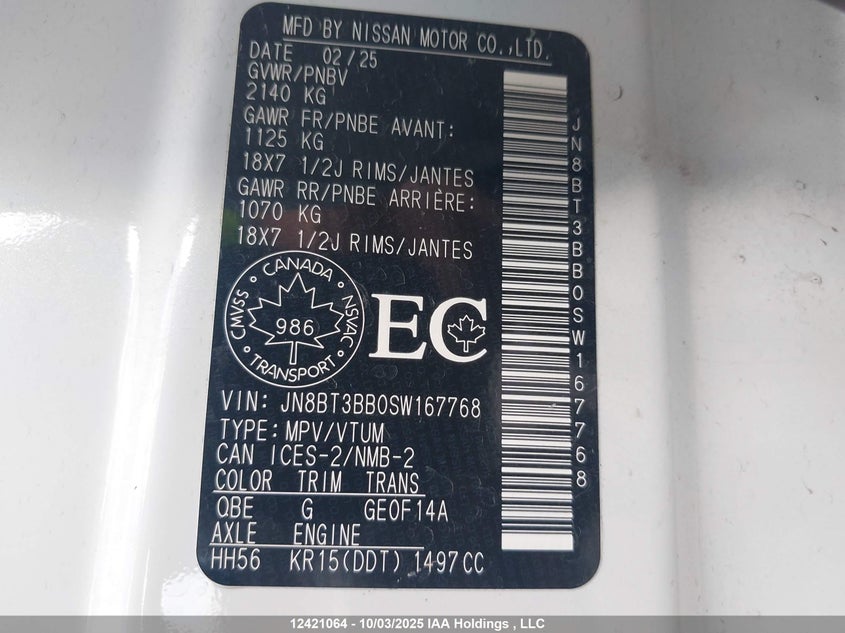 MFD BY NISSAN MOTOR CO.,LTD.
DATE 02/25
GVWR/PNBV
2140 KG
GAWR FR/PNBE AVANT:
1125 KG
18X7 1/2J RIMS/JANTES
GAWR RR/PNBE ARRIÈRE:
1070 KG
18X7 1/2J RIMS/JANTES
CANADA
CMVSS
NSVAC
986
TRANSPORT
EC
VIN: JN8BT3BB0SW167768
TYPE: MPV/VTUM
CAN ICES-2/NMB-2
COLOR TRIM TRANS
QBE G GE0F14A
AXLE ENGINE
HH56 KR15(DDT) 1497CC
JN8BT3BB0SW167768
12421064 - 10/03/2025 IAA Holdings , LLC